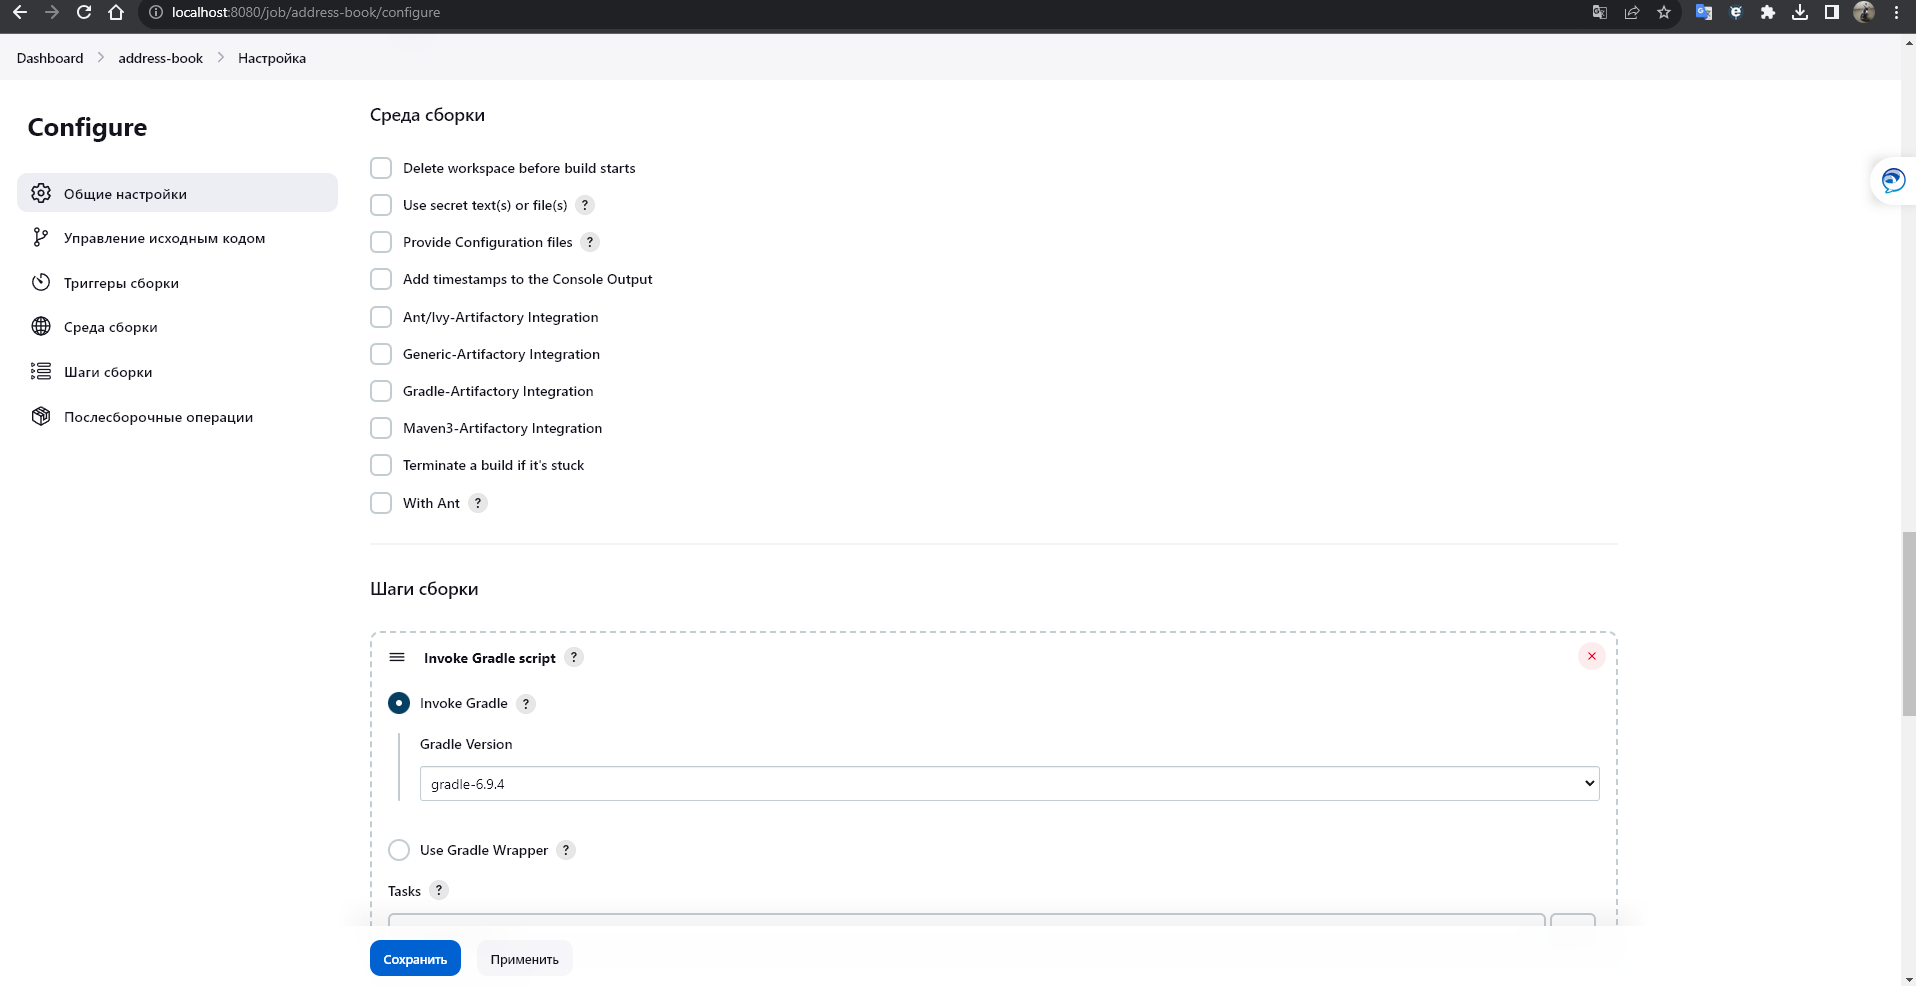 localhost:8080/job/address-book/configure
Dashboard address-book Настройка
Configure
Общие настройки
Управление исходным кодом
Триггеры сборки
Среда сборки
Шаги сборки
Послесборочные операции
Среда сборки
Delete workspace before build starts
Use secret text(s) or file(s) ?
Provide Configuration files ?
Add timestamps to the Console Output
Ant/Ivy-Artifactory Integration
Generic-Artifactory Integration
Gradle-Artifactory Integration
Maven3-Artifactory Integration
Terminate a build if it's stuck
With Ant ?
Шаги сборки
Invoke Gradle script ?
Invoke Gradle ?
Gradle Version
gradle-6.9.4
Use Gradle Wrapper ?
Tasks ?
Сохранить Применить